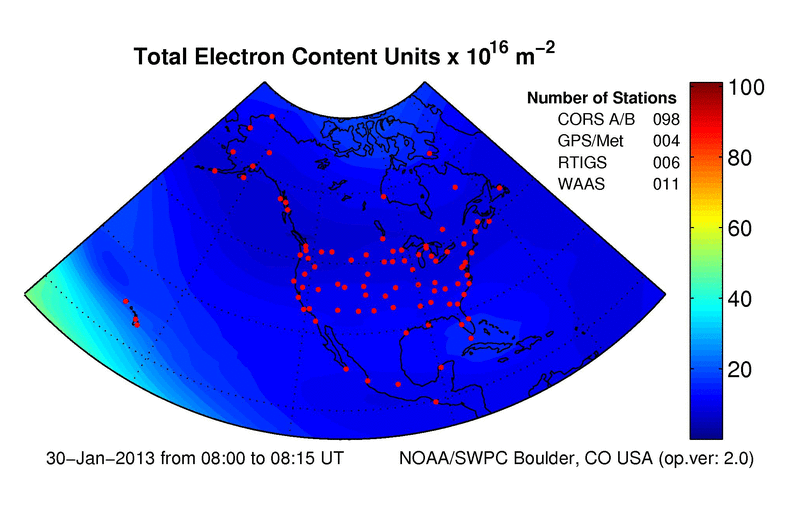 Total Electron Content Units x 10^16 m^−2
Number of Stations
CORS A/B 098
GPS/Met 004
RTIGS 006
WAAS 011
100
80
60
40
20
30−Jan−2013 from 08:00 to 08:15 UT
NOAA/SWPC Boulder, CO USA (op.ver: 2.0)